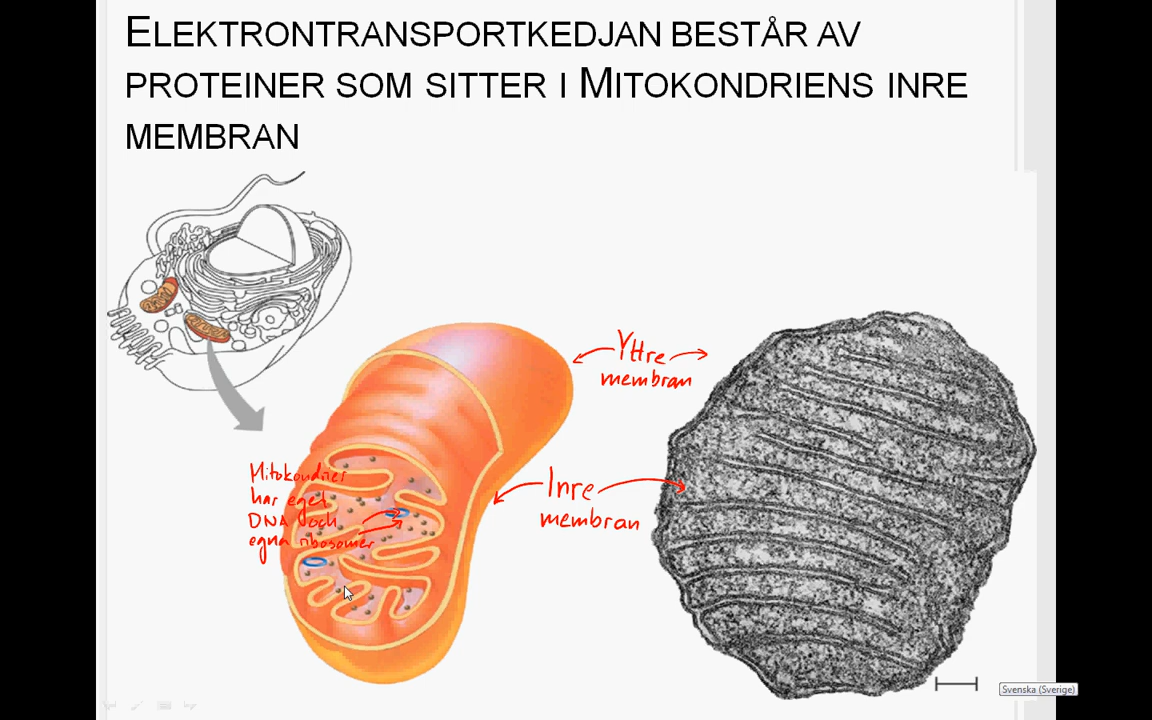 ELEKTRONTRANSPORTKEDJAN BESTÅR AV
PROTEINER SOM SITTER I MITOKONDRIENS INRE
MEMBRAN
Yttre
membran
Mitokondrier
har eget
DNA och
egna ribosomer
Inre
membran
Svenska (Sverige)